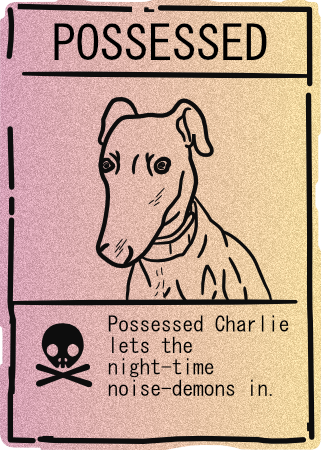 POSSESSED
Possessed Charlie
lets the
night-time
noise-demons in.